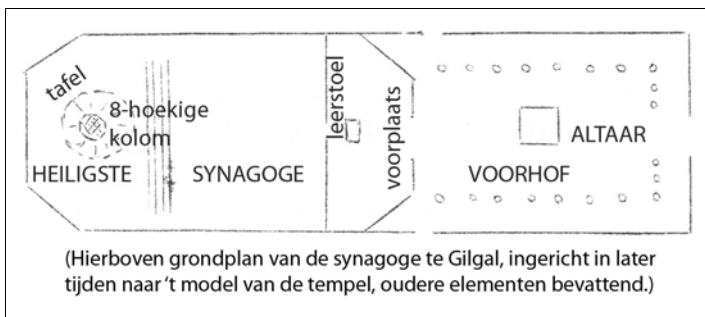 tafel
8-hoekige
kolom
HEILIGSTE
SYNAGOGE
leerstoel
voorplaats
VOORHOF
ALTAAR
(Hierboven grondplan van de synagoge te Gilgal, ingericht in later
tijden naar 't model van de tempel, oudere elementen bevattend.)